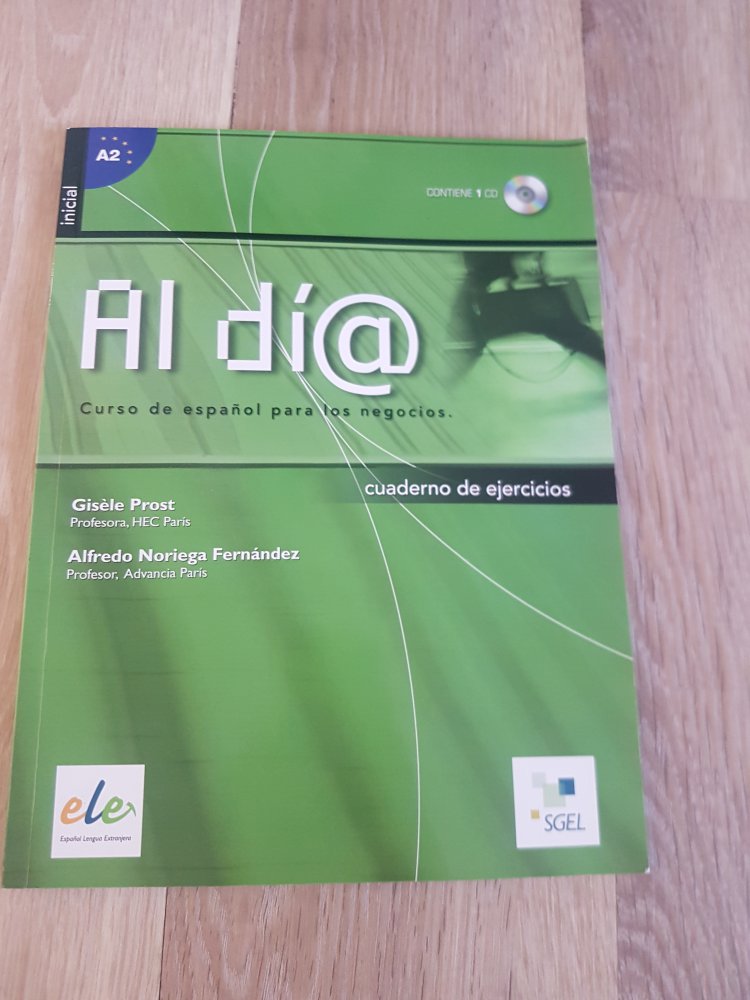 A2
inicial
CONTIENE 1 CD
Al dí@
Curso de español para los negocios.
cuaderno de ejercicios
Gisèle Prost
Profesora, HEC París
Alfredo Noriega Fernández
Profesor, Advancia París
ele
Español Lengua Extranjera
SGEL